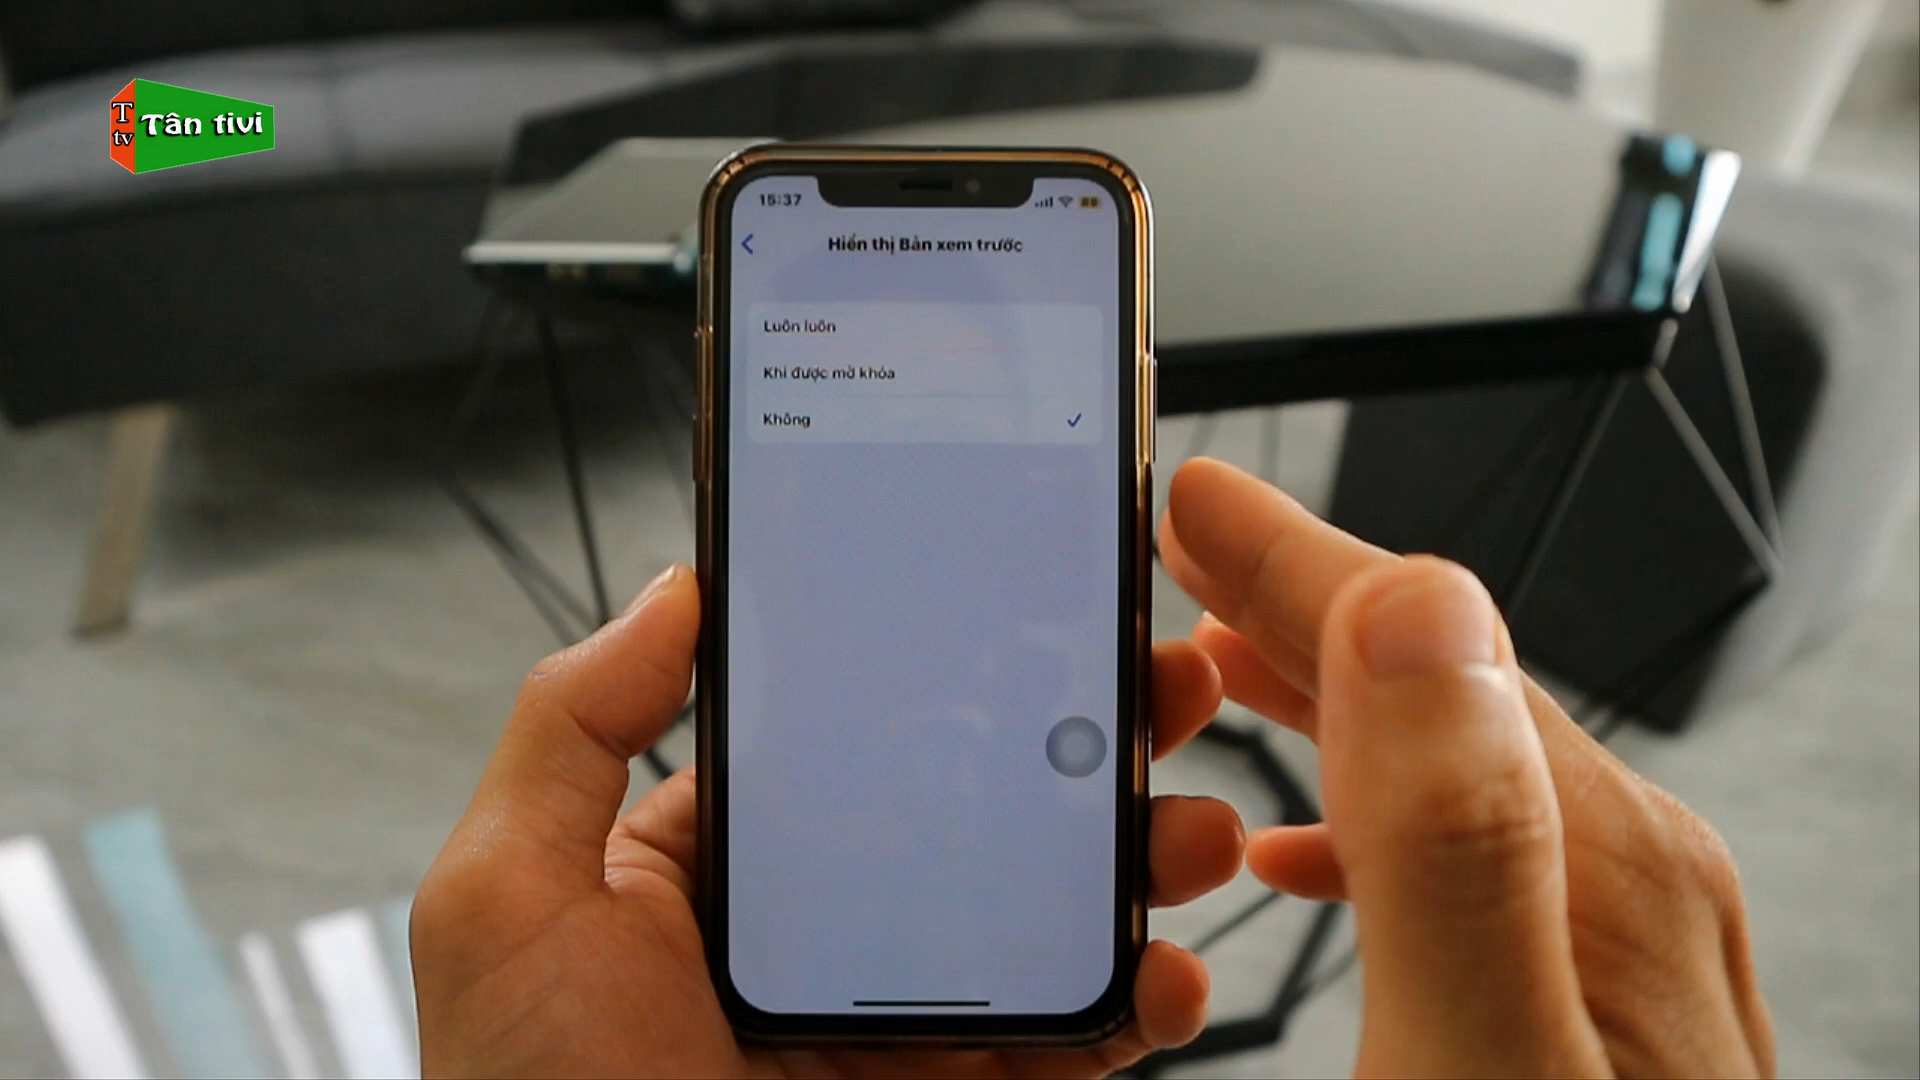 T
tv
Tân tivi
15:37
Hiển thị Bản xem trước
Luôn luôn
Khi được mở khóa
Không